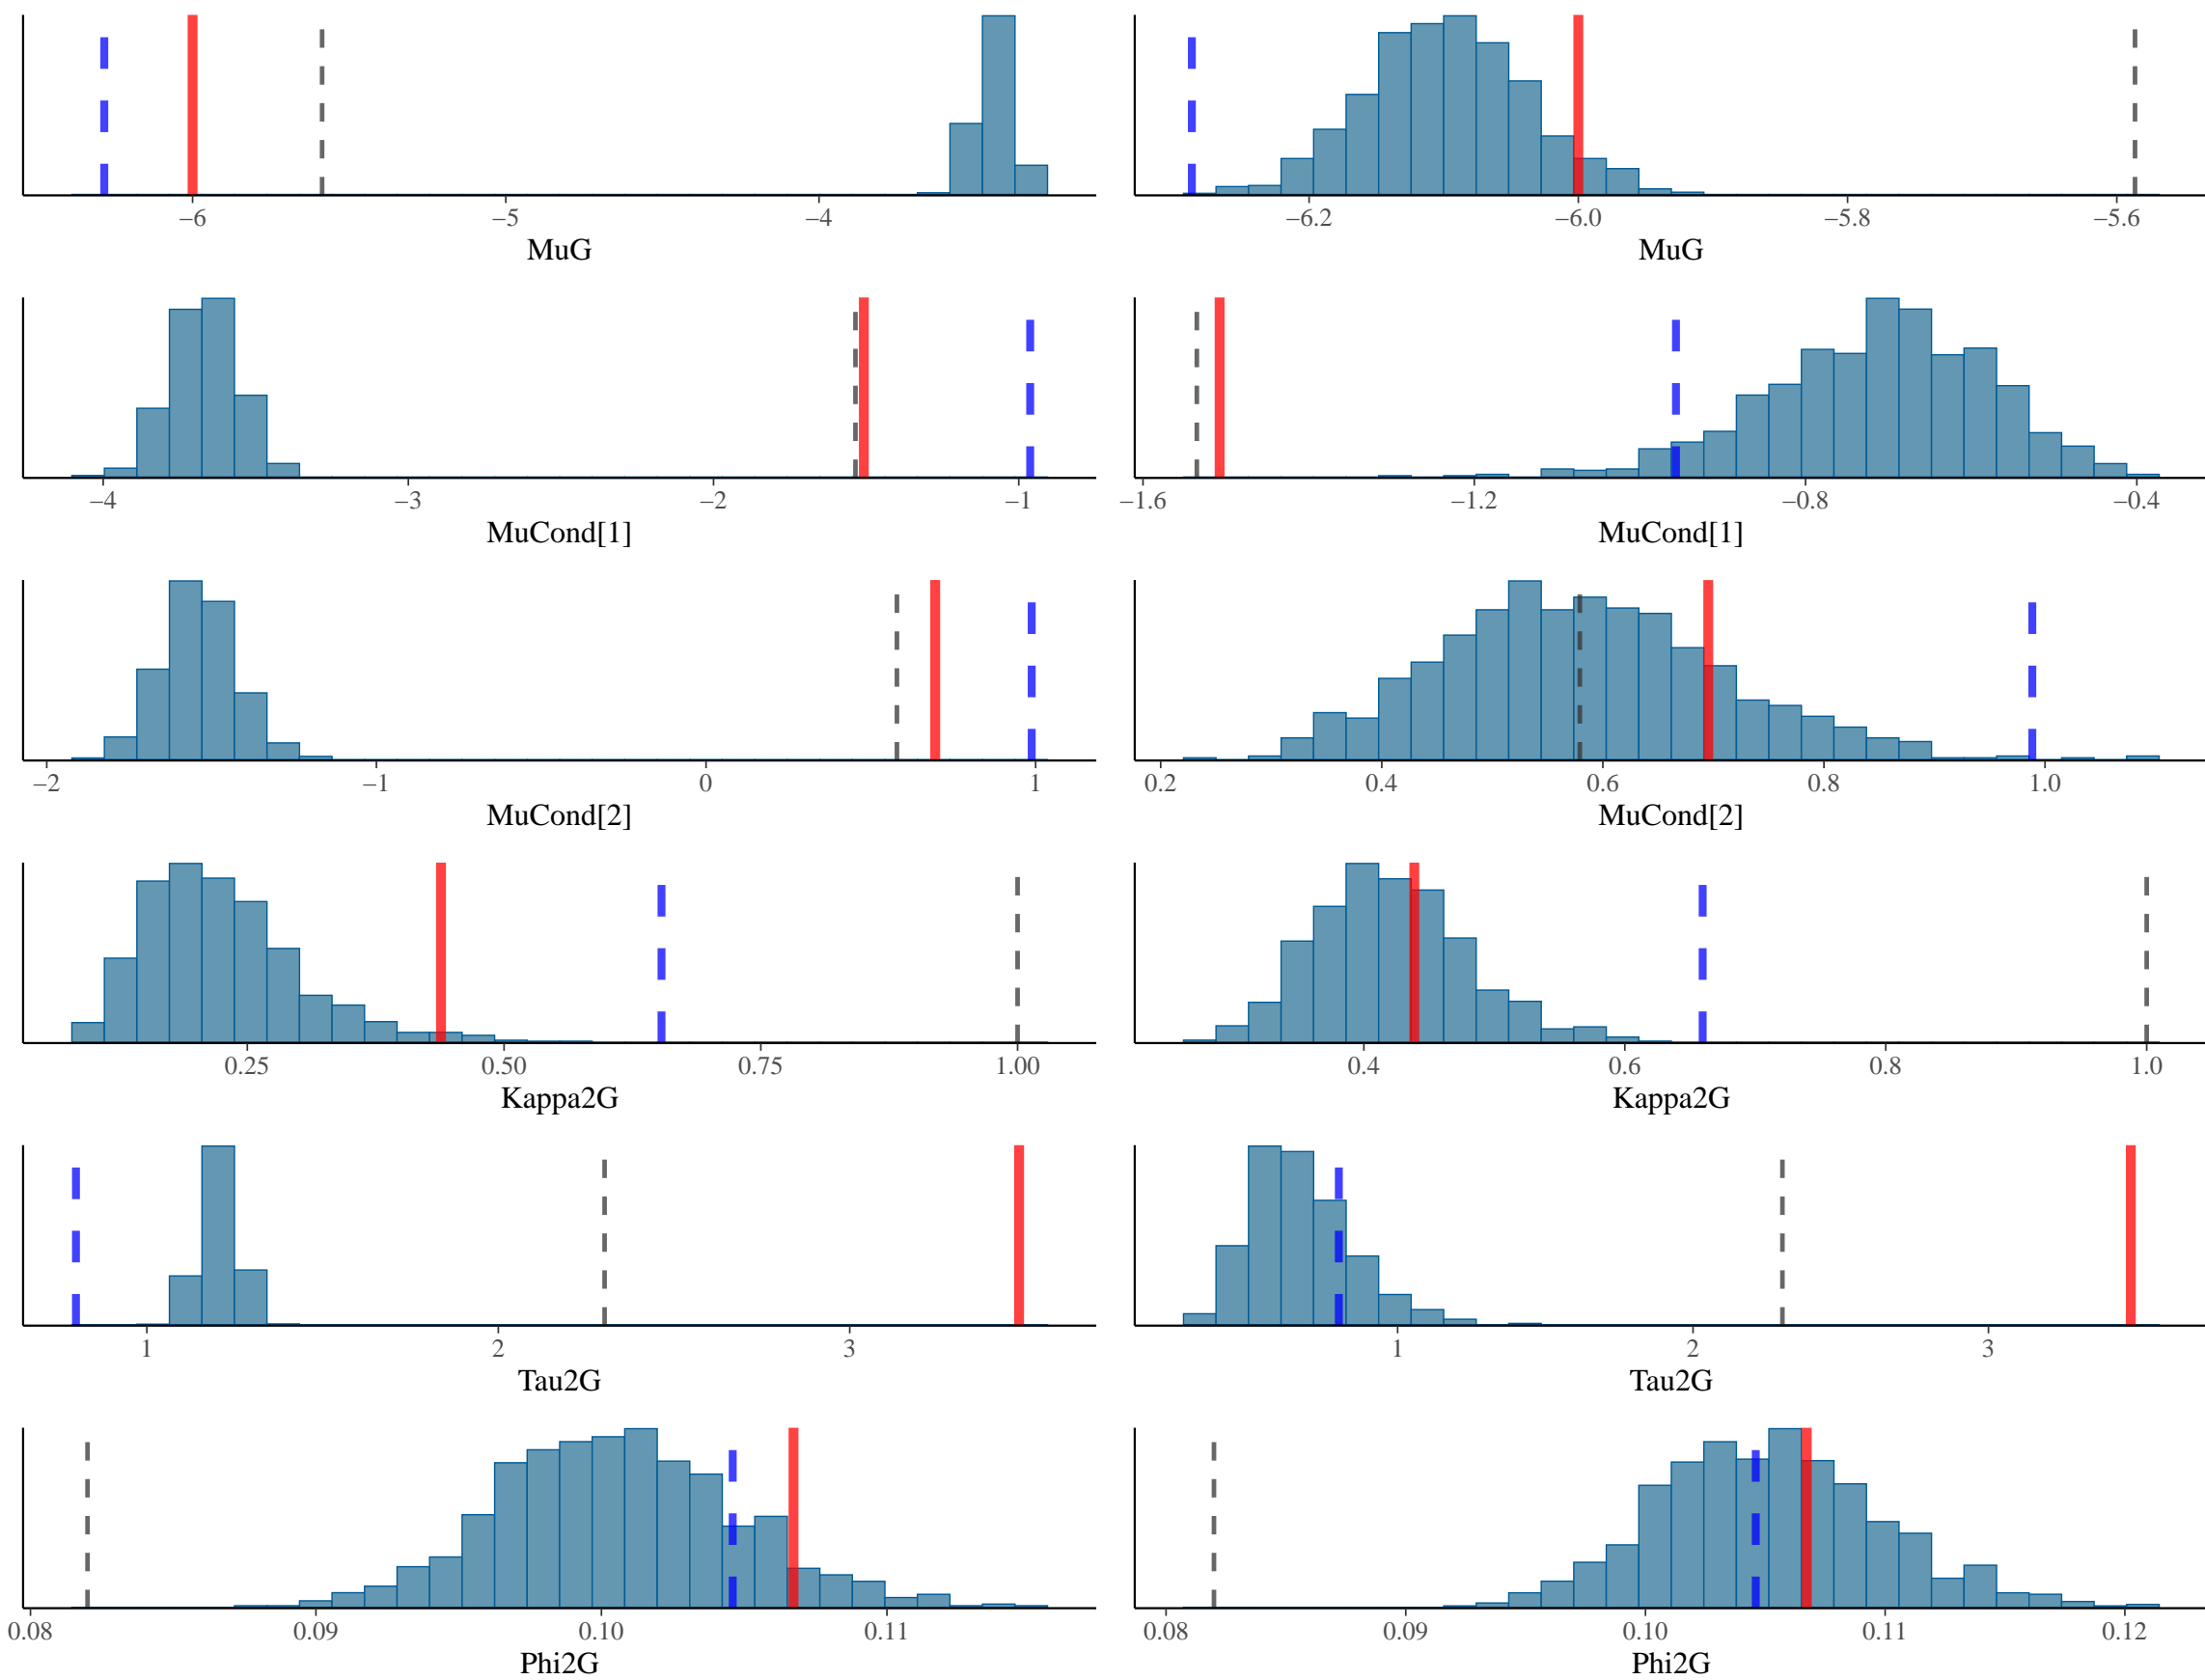 −6 −5 −4
MuG
−6.2 −6.0 −5.8 −5.6
MuG
−4 −3 −2 −1
MuCond[1]
−1.6 −1.2 −0.8 −0.4
MuCond[1]
−2 −1 0 1
MuCond[2]
0.2 0.4 0.6 0.8 1.0
MuCond[2]
0.25 0.50 0.75 1.00
Kappa2G
0.4 0.6 0.8 1.0
Kappa2G
1 2 3
Tau2G
1 2 3
Tau2G
0.08 0.09 0.10 0.11
Phi2G
0.08 0.09 0.10 0.11 0.12
Phi2G